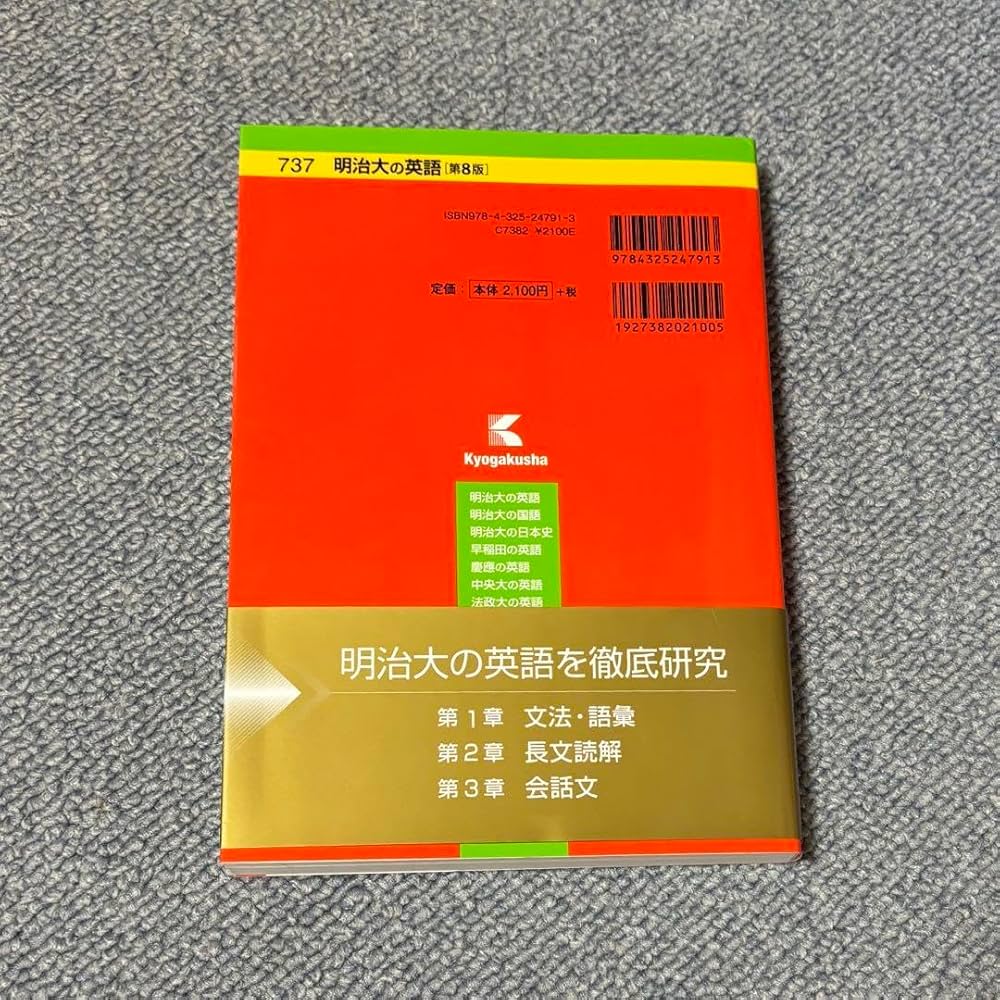 737 明治大の英語[第8版]
ISBN978-4-325-24791-3
C7382 ¥2100E
9784325247913
定価：本体 2,100円 +税
1927382021005
Kyogakusha
明治大の英語
明治大の国語
明治大の日本史
早稲田の英語
慶應の英語
中央大の英語
法政大の英語
明治大の英語を徹底研究
第1章 文法・語彙
第2章 長文読解
第3章 会話文